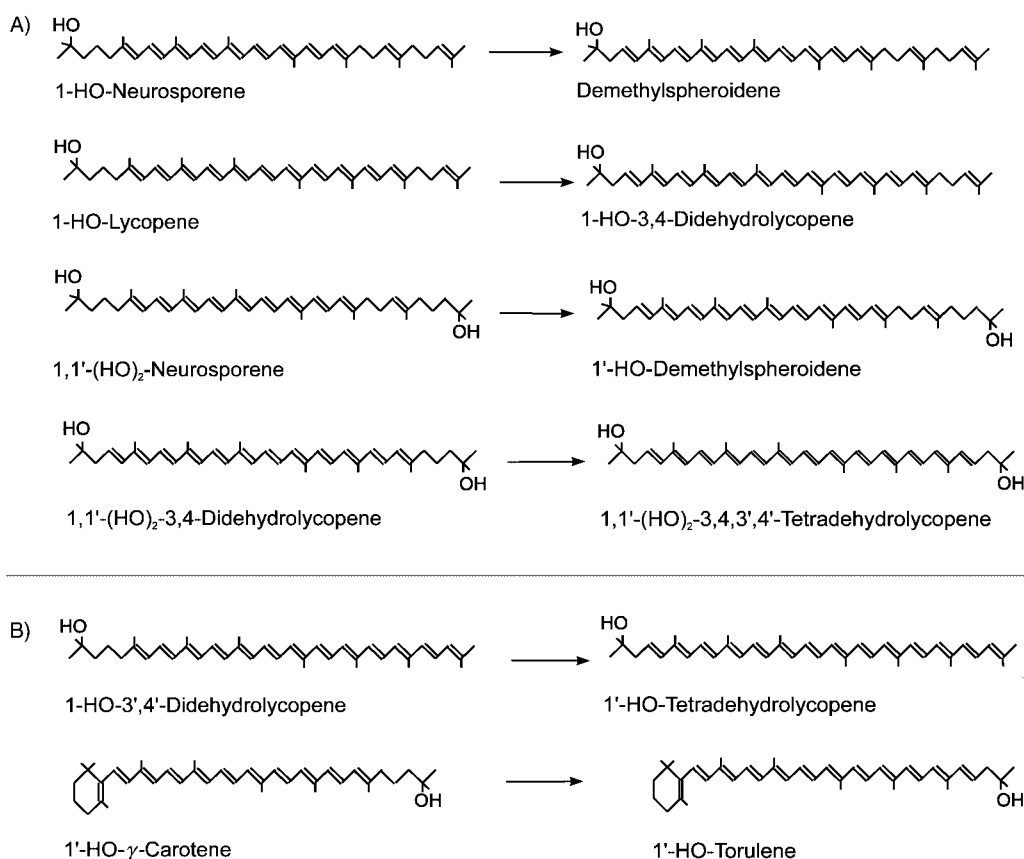 A)
HO
HO
1-HO-Neurosporene
Demethylspheroidene
HO
HO
1-HO-Lycopene
1-HO-3,4-Didehydrolycopene
HO
HO
OH
OH
1,1'-(HO)₂-Neurosporene
1'-HO-Demethylspheroidene
HO
HO
OH
OH
1,1'-(HO)₂-3,4-Didehydrolycopene
1,1'-(HO)₂-3,4,3',4'-Tetradehydrolycopene
B)
HO
HO
1-HO-3',4'-Didehydrolycopene
1'-HO-Tetradehydrolycopene
OH
OH
1'-HO-γ-Carotene
1'-HO-Torulene